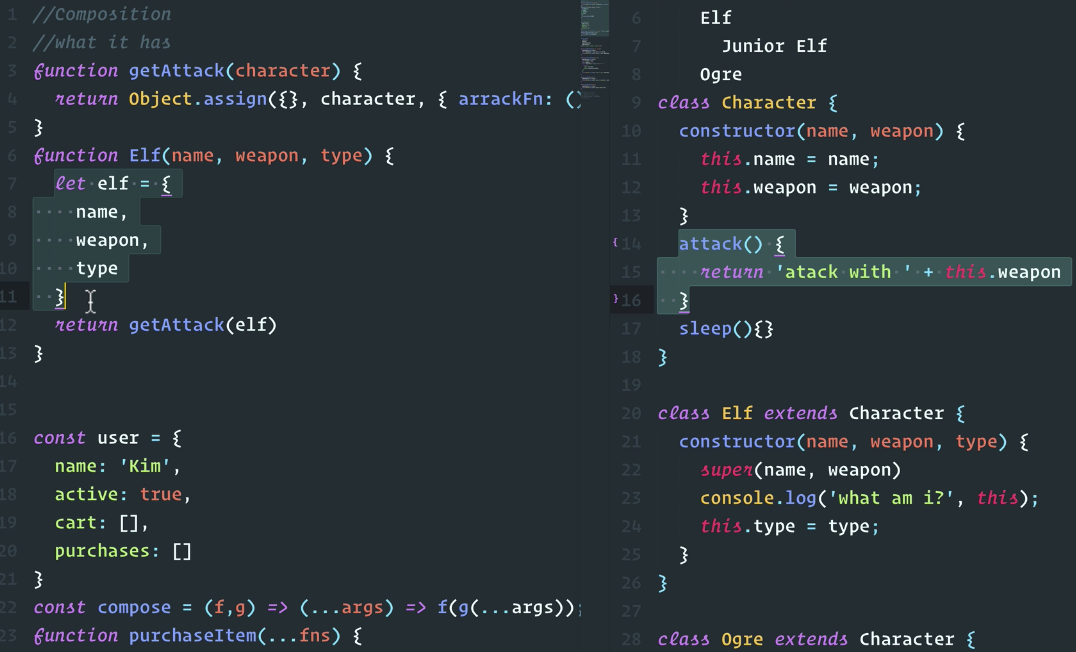 1 //Composition
2 //what it has
3 function getAttack(character) {
4 return Object.assign({}, character, { arrackFn: ()
5 }
6 function Elf(name, weapon, type) {
7 let elf = {
8 name,
9 weapon,
10 type
11 }
12 return getAttack(elf)
13 }
14
15
16 const user = {
17 name: 'Kim',
18 active: true,
19 cart: [],
20 purchases: []
21 }
22 const compose = (f,g) => (...args) => f(g(...args));
23 function purchaseItem(...fns) {
6 Elf
7 Junior Elf
8 Ogre
9 class Character {
10 constructor(name, weapon) {
11 this.name = name;
12 this.weapon = weapon;
13 }
14 attack() {
15 return 'atack with ' + this.weapon
16 }
17 sleep(){}
18 }
19
20 class Elf extends Character {
21 constructor(name, weapon, type) {
22 super(name, weapon)
23 console.log('what am i?', this);
24 this.type = type;
25 }
26 }
27
28 class Ogre extends Character {